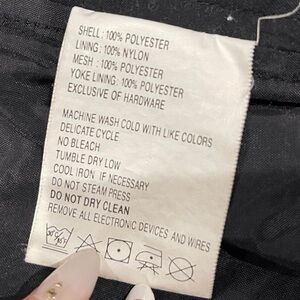 SHELL: 100% POLYESTER
LINING: 100% NYLON
MESH : 100% POLYESTER
YOKE LINING: 100% POLYESTER
EXCLUSIVE OF HARDWARE
MACHINE WASH COLD WITH LIKE COLORS
DELICATE CYCLE
NO BLEACH
TUMBLE DRY LOW
COOL IRON IF NECESSARY
DO NOT STEAM PRESS
DO NOT DRY CLEAN
REMOVE ALL ELECTRONIC DEVICES AND WIRES